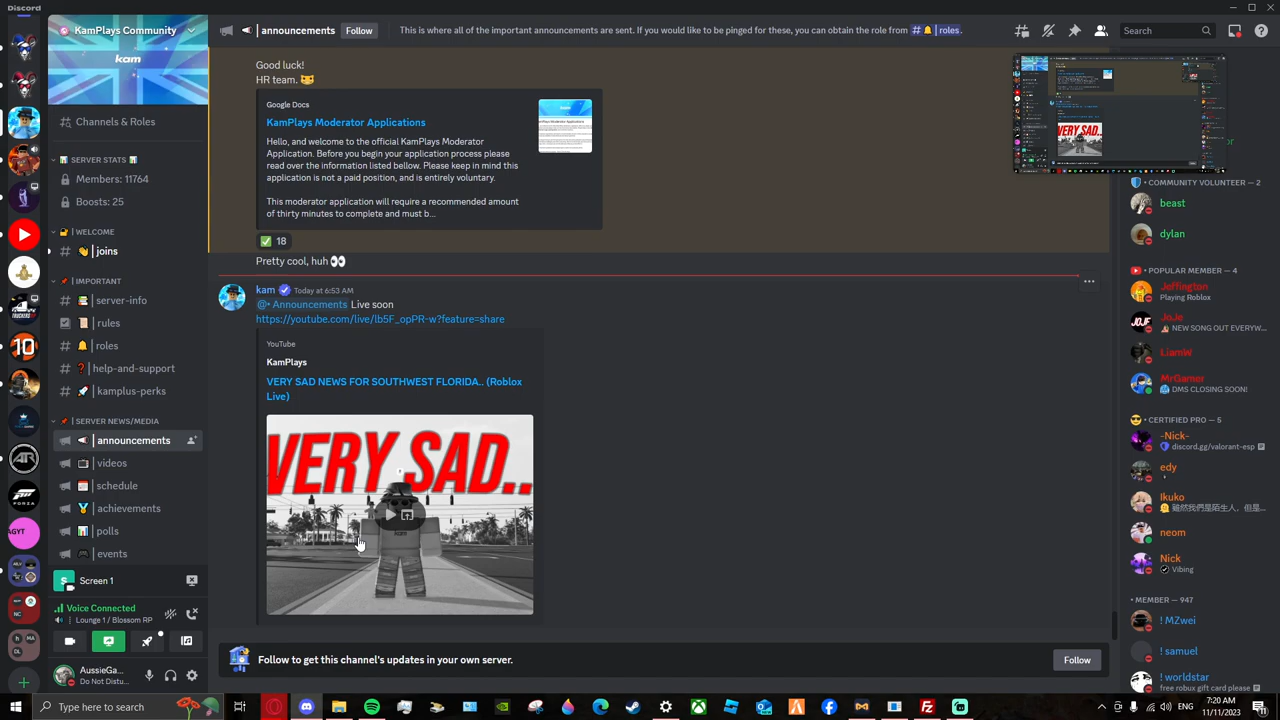 Discord
KamPlays Community
kam
Channels & Roles
SERVER STATS
Members: 11764
Boosts: 25
WELCOME
| joins
| IMPORTANT
| server-info
| rules
| roles
| help-and-support
| kamplus-perks
| SERVER NEWS/MEDIA
| announcements
| videos
| schedule
| achievements
| polls
| events
Screen 1
Voice Connected
Lounge 1 / Blossom RP
AussieGa...
Do Not Distu...
| announcements
Follow
This is where all of the important announcements are sent. If you would like to be pinged for these, you can obtain the role from # | roles.
Search
Good luck!
HR team.
Google Docs
KamPlays Moderator Applications
Hello, and welcome to the official KamPlays Moderator
Application. Before you begin your application process please
read over the information listed bellow. Please keep in mind this
application is not a paid position, and is entirely voluntary.
This moderator application will require a recommended amount
of thirty minutes to complete and must b...
18
Pretty cool, huh
kam Today at 6:53 AM
@• Announcements Live soon
https://youtube.com/live/lb5F_opPR-w?feature=share
YouTube
KamPlays
VERY SAD NEWS FOR SOUTHWEST FLORIDA.. (Roblox
Live)
VERY SAD..
Follow to get this channel's updates in your own server.
Follow
COMMUNITY VOLUNTEER — 2
beast
dylan
POPULAR MEMBER — 4
Jeffington
Playing Roblox
JoJe
NEW SONG OUT EVERYW...
LiamW
MrGamer
DMS CLOSING SOON!
CERTIFIED PRO — 5
-Nick-
discord.gg/valorant-esp
edy
Ikuko
neom
Nick
Vibing
MEMBER — 947
! MZwei
! samuel
! worldstar
free robux gift card please
Type here to search
ENG
7:20 AM
11/11/2023